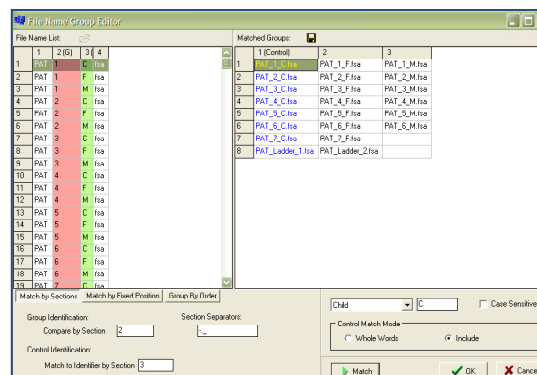 File Name Group Editor
File Name List:
Matched Groups:
1 2 (G) 3 ( 4
1 PAT 1 C fsa
2 PAT 1 F fsa
3 PAT 1 M fsa
4 PAT 2 C fsa
5 PAT 2 F fsa
6 PAT 2 M fsa
7 PAT 3 C fsa
8 PAT 3 F fsa
9 PAT 3 M fsa
10 PAT 4 C fsa
11 PAT 4 F fsa
12 PAT 4 M fsa
13 PAT 5 C fsa
14 PAT 5 F fsa
15 PAT 5 M fsa
16 PAT 6 C fsa
17 PAT 6 F fsa
18 PAT 6 M fsa
19 PAT 7 C fsa
1 (Control) 2 3
1 PAT_1_C.fsa PAT_1_F.fsa PAT_1_M.fsa
2 PAT_2_C.fsa PAT_2_F.fsa PAT_2_M.fsa
3 PAT_3_C.fsa PAT_3_F.fsa PAT_3_M.fsa
4 PAT_4_C.fsa PAT_4_F.fsa PAT_4_M.fsa
5 PAT_5_C.fsa PAT_5_F.fsa PAT_5_M.fsa
6 PAT_6_C.fsa PAT_6_F.fsa PAT_6_M.fsa
7 PAT_7_C.fsa PAT_7_F.fsa
8 PAT_Ladder_1.fsa PAT_Ladder_2.fsa
Match by Sections Match by Fixed Position Group By Order
Group Identification:
Section Separators:
Compare by Section 2
-._
Control Identification:
Match to Identifier by Section 3
Child C Case Sensitive
Control Match Mode
Whole Words Include
Match OK Cance